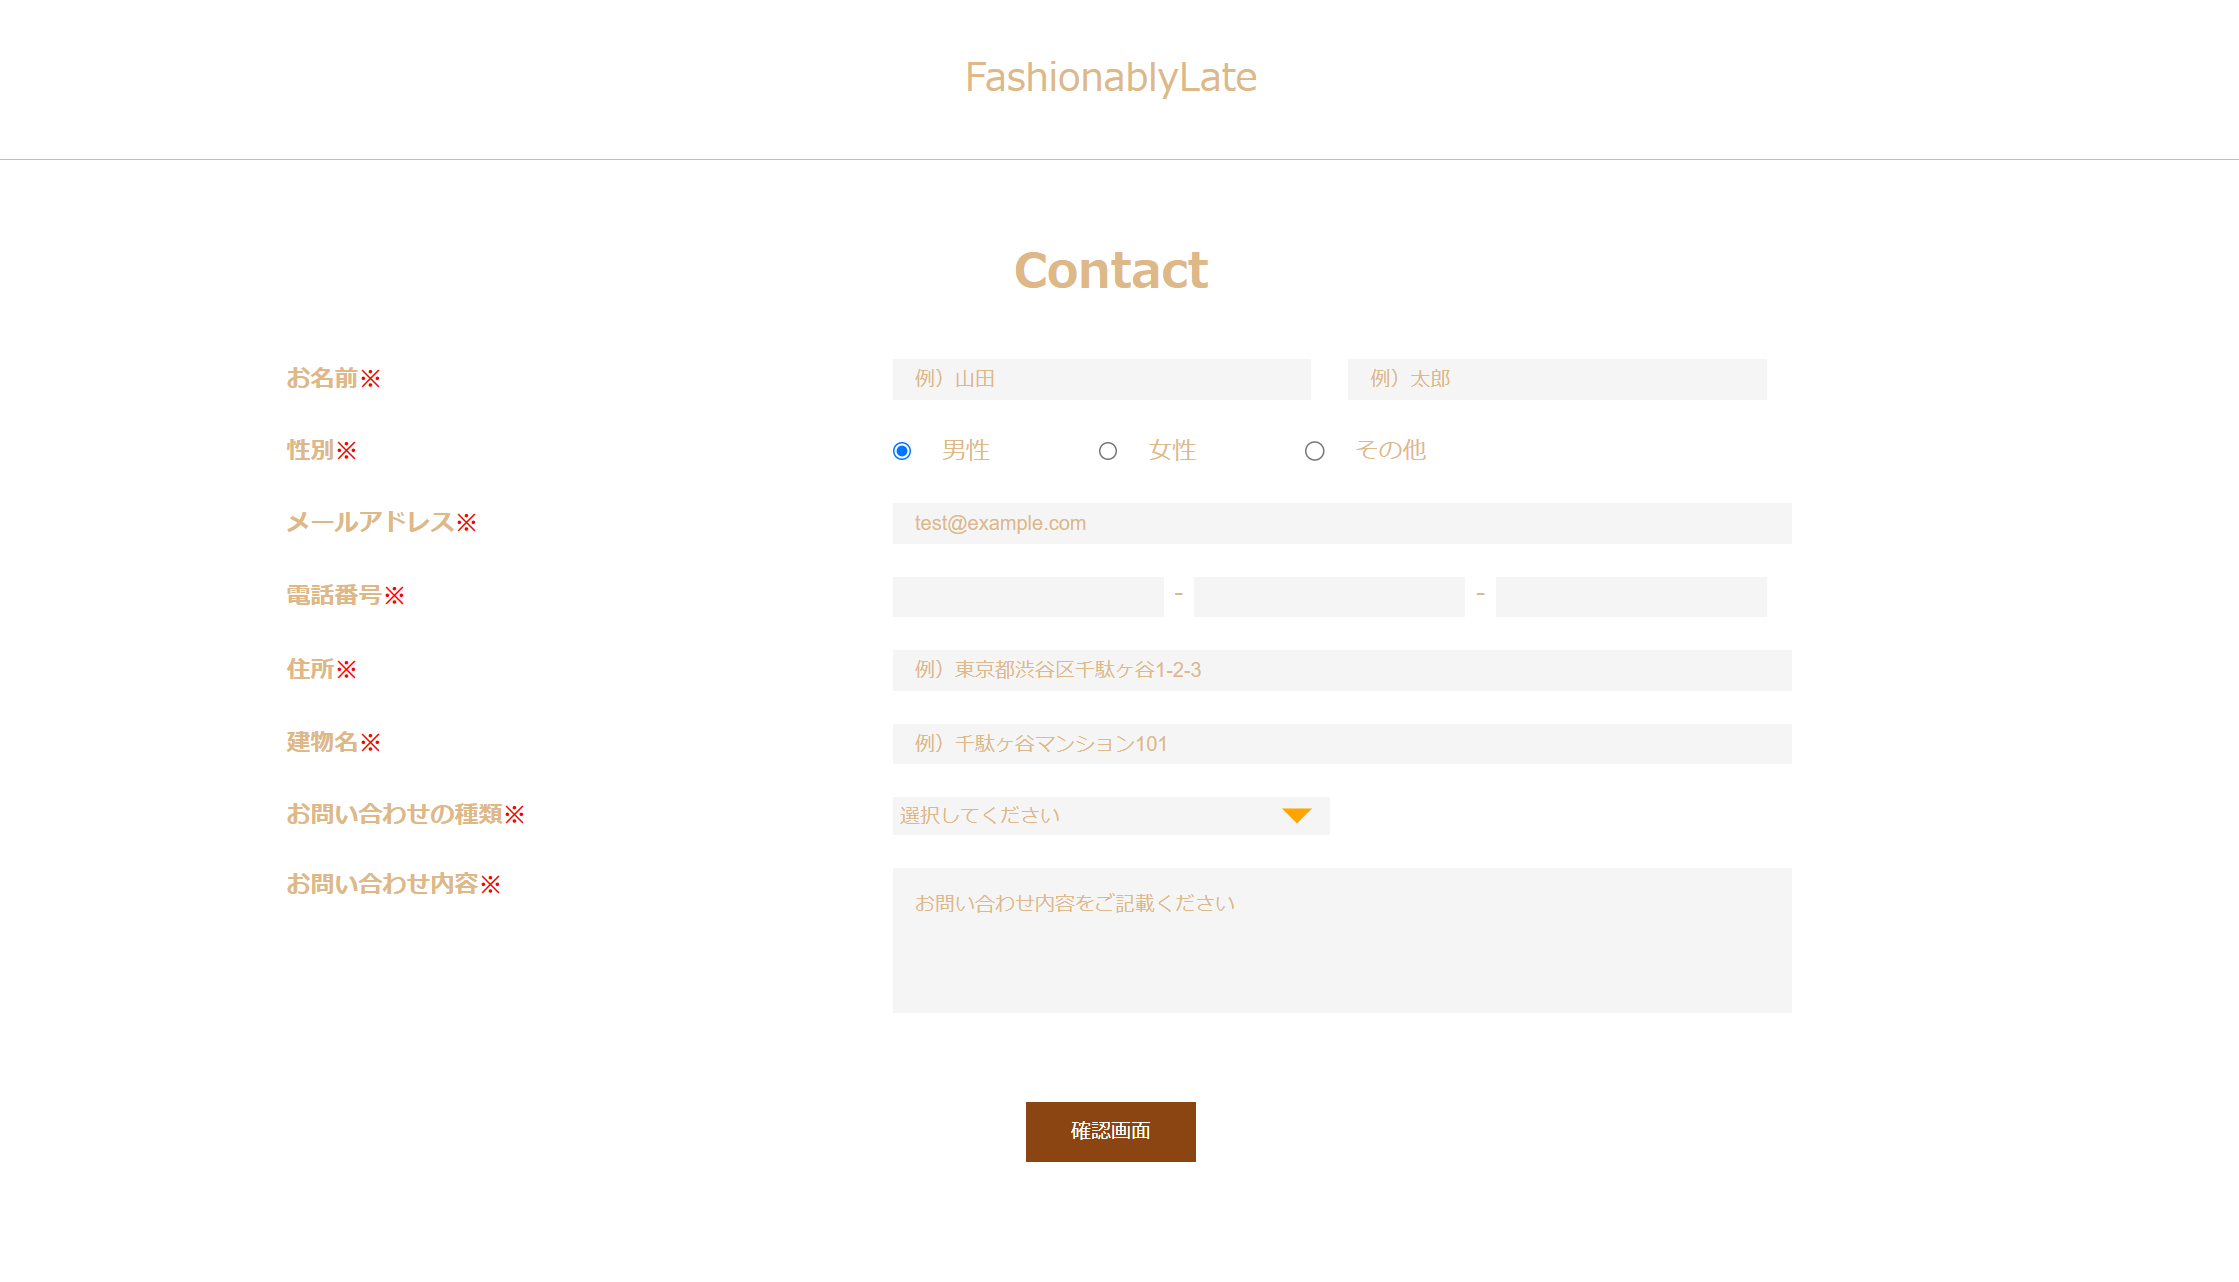 FashionablyLate
Contact
お名前※ 例）山田 例）太郎
性別※ 男性 女性 その他
メールアドレス※ test@example.com
電話番号※ - -
住所※ 例）東京都渋谷区千駄ヶ谷1-2-3
建物名※ 例）千駄ヶ谷マンション101
お問い合わせの種類※ 選択してください
お問い合わせ内容※ お問い合わせ内容をご記載ください
確認画面